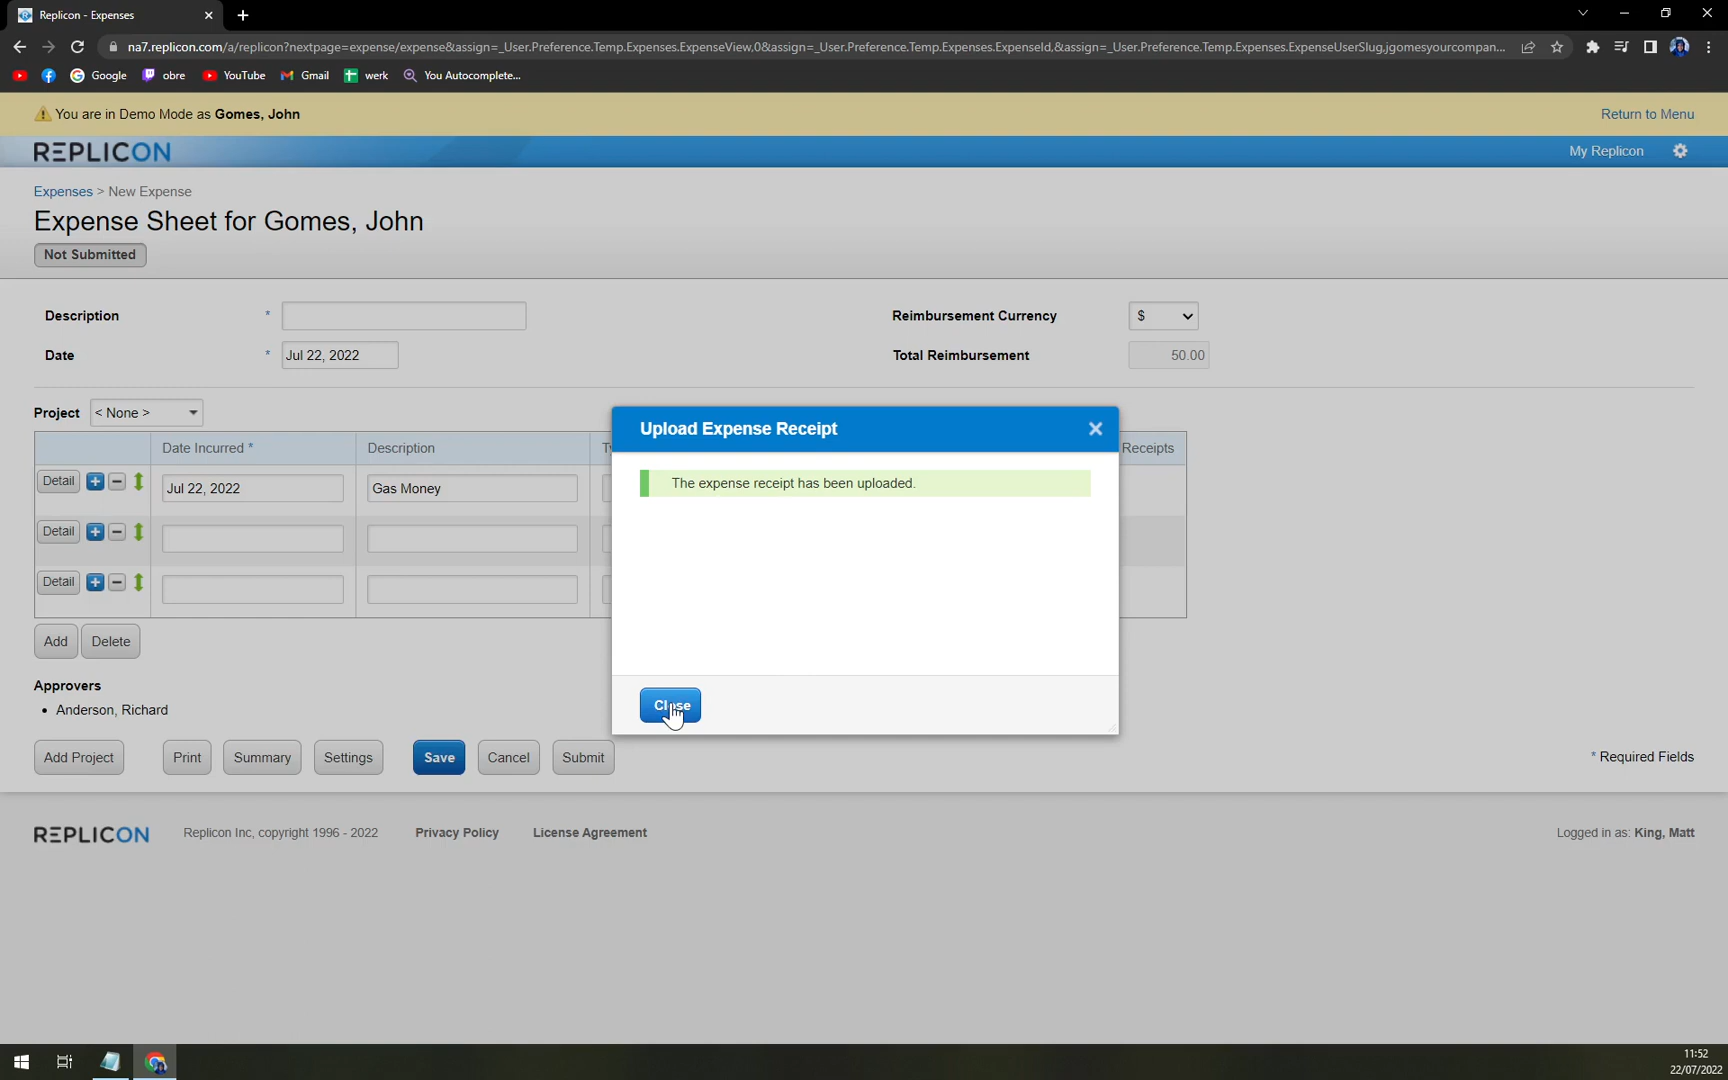 Replicon - Expenses
na7.replicon.com/a/replicon?nextpage=expense/expense&assign=_User.Preference.Temp.Expenses.ExpenseView,0&assign=_User.Preference.Temp.Expenses.ExpenseId,&assign=_User.Preference.Temp.Expenses.ExpenseUserSlug,jgomesyourcompan...
Google obre YouTube Gmail werk You Autocomplete...
You are in Demo Mode as Gomes, John Return to Menu
REPLICON My Replicon
Expenses > New Expense
Expense Sheet for Gomes, John
Not Submitted
Description * Reimbursement Currency $
Date * Jul 22, 2022 Total Reimbursement 50.00
Project < None >
Upload Expense Receipt
Date Incurred * Description Receipts
Detail Jul 22, 2022 Gas Money
The expense receipt has been uploaded.
Detail
Detail
Add Delete
Approvers
• Anderson, Richard
Close
Add Project Print Summary Settings Save Cancel Submit * Required Fields
REPLICON Replicon Inc, copyright 1996 - 2022 Privacy Policy License Agreement Logged in as: King, Matt
11:52
22/07/2022